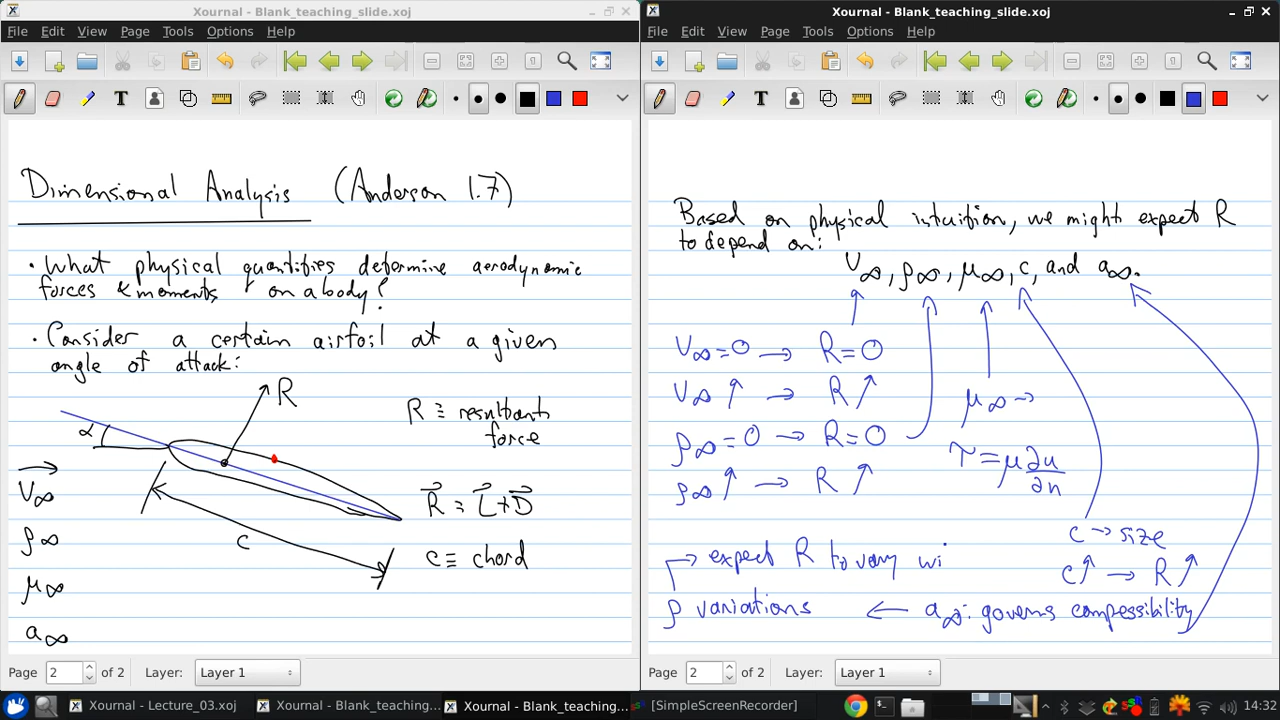 Xournal - Blank_teaching_slide.xoj
File Edit View Page Tools Options Help
Dimensional Analysis (Anderson 1.7)
· What physical quantities determine aerodynamic
forces & moments on a body?
· Consider a certain airfoil at a given
angle of attack:
R
α
R ≡ resultant
force
V∞
R = L + D
ρ∞
c
c ≡ chord
μ∞
a∞
Page 2 of 2 Layer: Layer 1
Xournal - Blank_teaching_slide.xoj
File Edit View Page Tools Options Help
Based on physical intuition, we might expect R
to depend on:
V∞, ρ∞, μ∞, c, and a∞.
V∞ = 0 → R = 0
V∞ ↑ → R ↑
μ∞ →
ρ∞ = 0 → R = 0
τ = μ ∂u/∂n
ρ∞ ↑ → R ↑
c → size
c ↑ → R ↑
expect R to vary wi
ρ variations ← a∞: governs compessibility
Page 2 of 2 Layer: Layer 1
Xournal - Lecture_03.xoj Xournal - Blank_teaching... Xournal - Blank_teaching... [SimpleScreenRecorder] 14:32